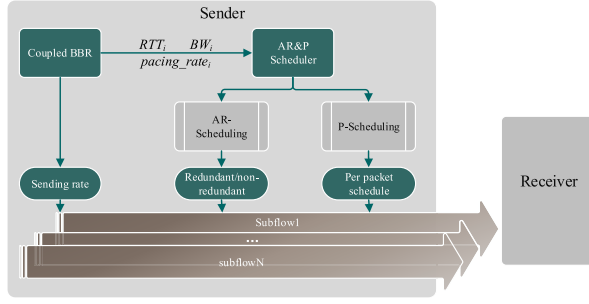 Sender
Coupled BBR
RTTi BWi
pacing_ratei
AR&P
Scheduler
AR-
Scheduling
P-Scheduling
Sending rate
Redundant/non-
redundant
Per packet
schedule
Receiver
Subflow1
...
subflowN